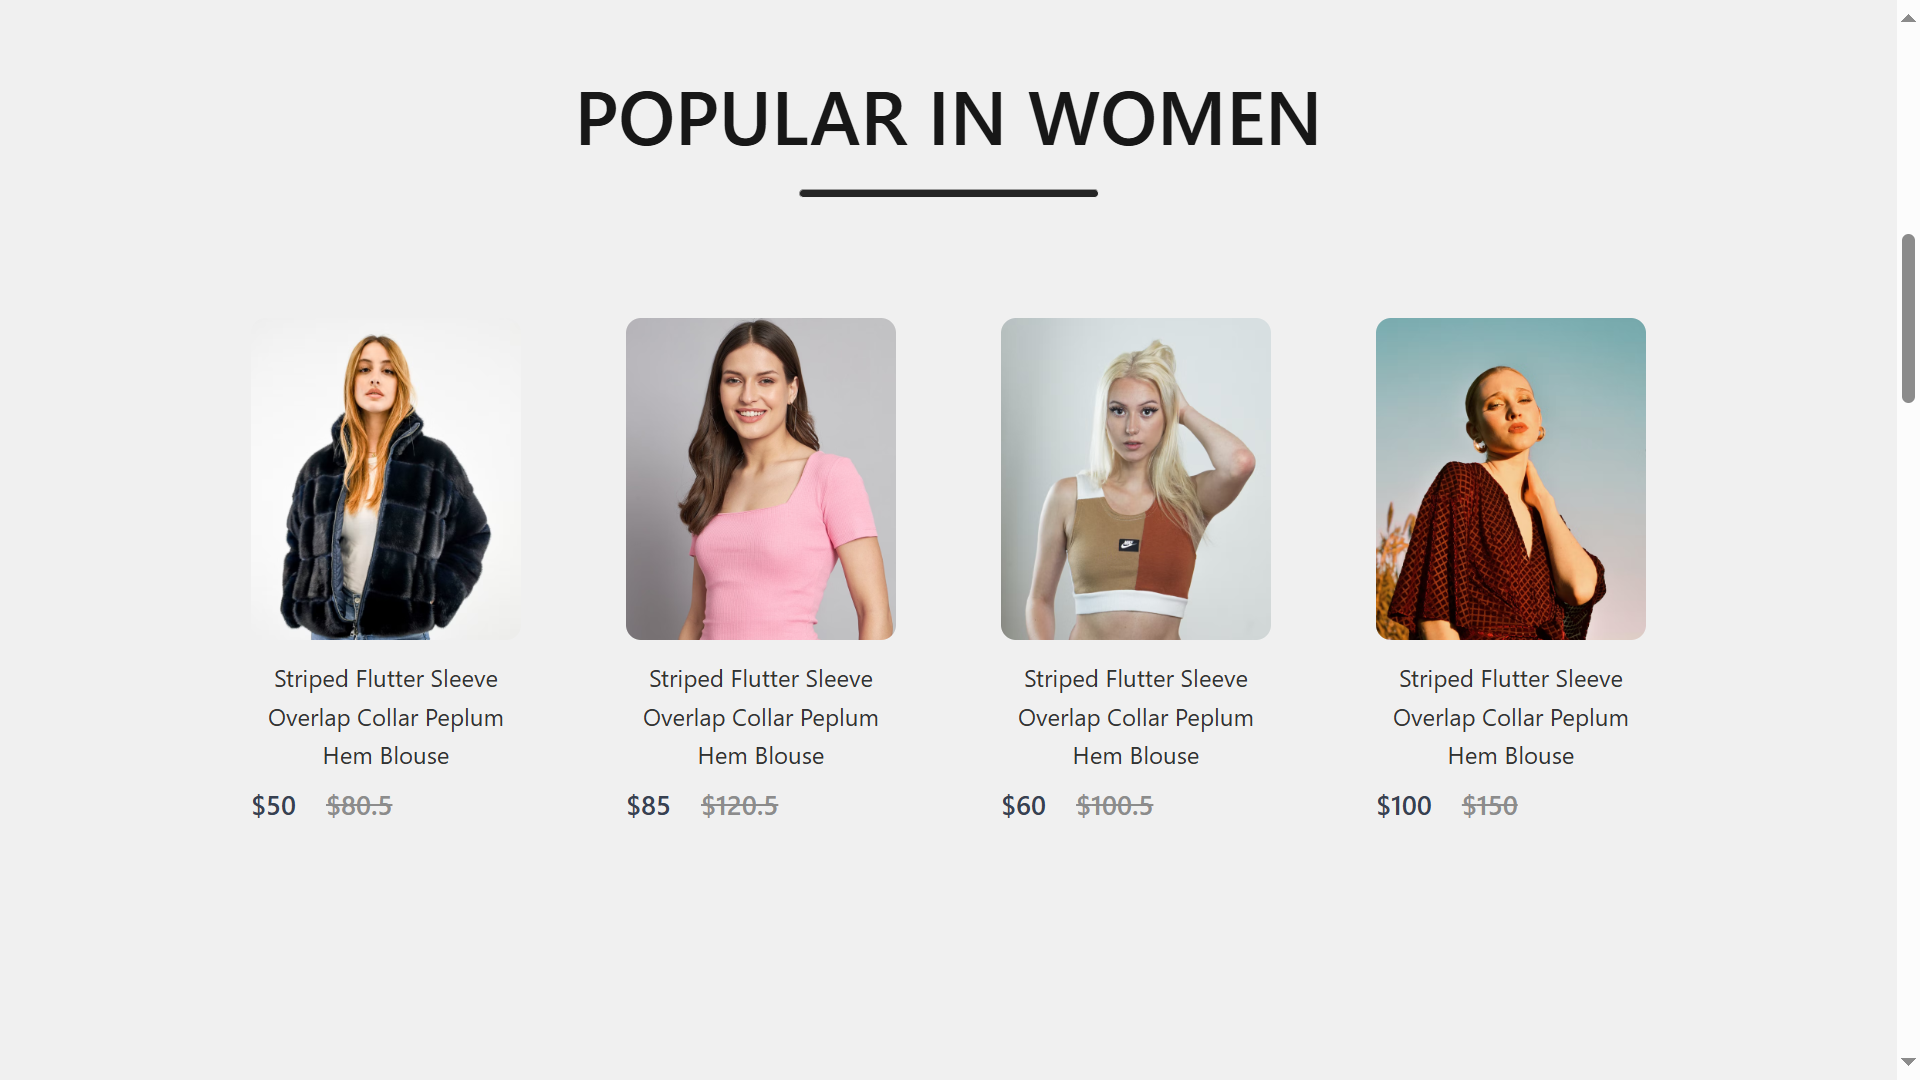 POPULAR IN WOMEN
Striped Flutter Sleeve
Overlap Collar Peplum
Hem Blouse
$50 $80.5
Striped Flutter Sleeve
Overlap Collar Peplum
Hem Blouse
$85 $120.5
Striped Flutter Sleeve
Overlap Collar Peplum
Hem Blouse
$60 $100.5
Striped Flutter Sleeve
Overlap Collar Peplum
Hem Blouse
$100 $150